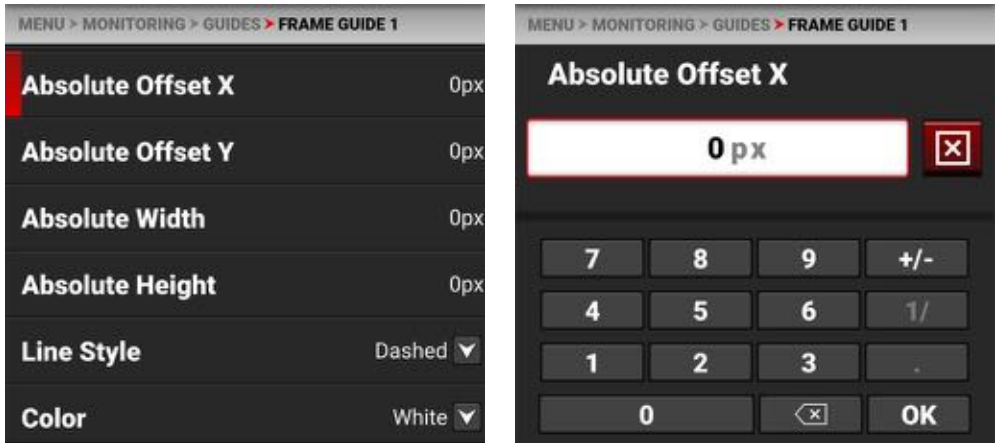 MENU > MONITORING > GUIDES > FRAME GUIDE 1
Absolute Offset X 0px
Absolute Offset Y 0px
Absolute Width 0px
Absolute Height 0px
Line Style Dashed
Color White
MENU > MONITORING > GUIDES > FRAME GUIDE 1
Absolute Offset X
0 px
7 8 9 +/-
4 5 6 1/
1 2 3 .
0 OK